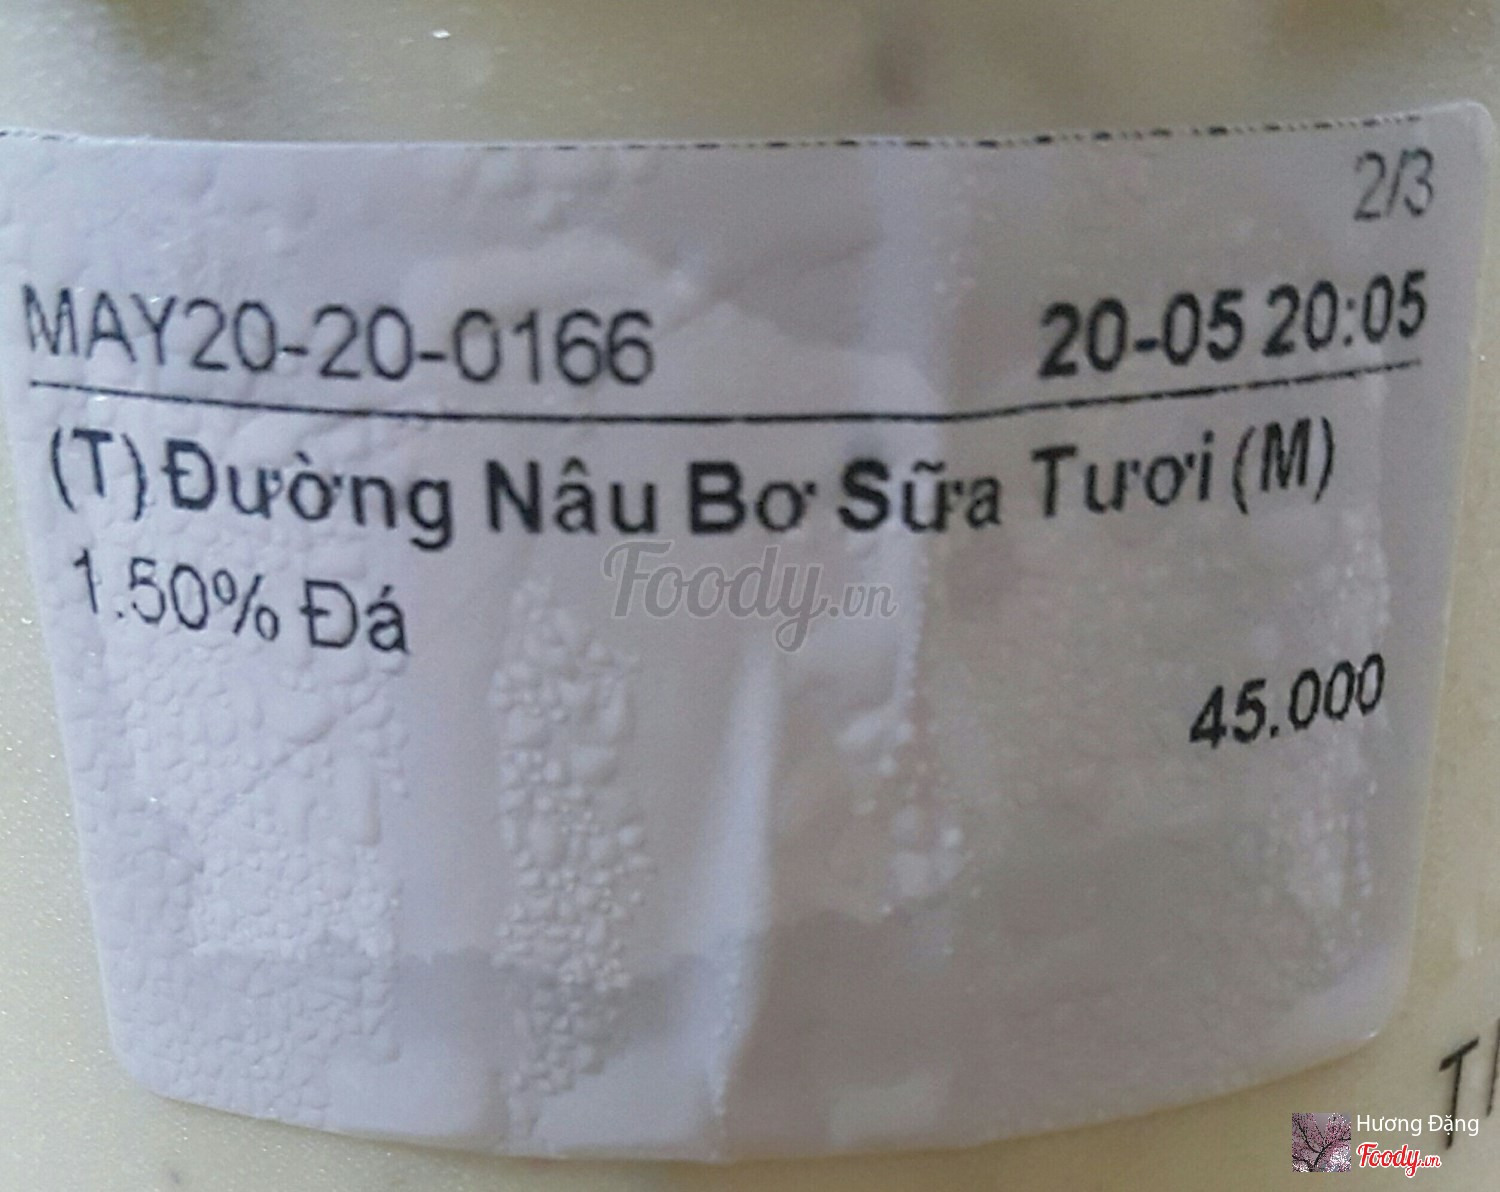 2/3
MAY20-20-0166 20-05 20:05
(T) Đường Nâu Bơ Sữa Tươi (M)
1.50% Đá
Foody.vn
45.000
Hương Đặng
Foody.vn